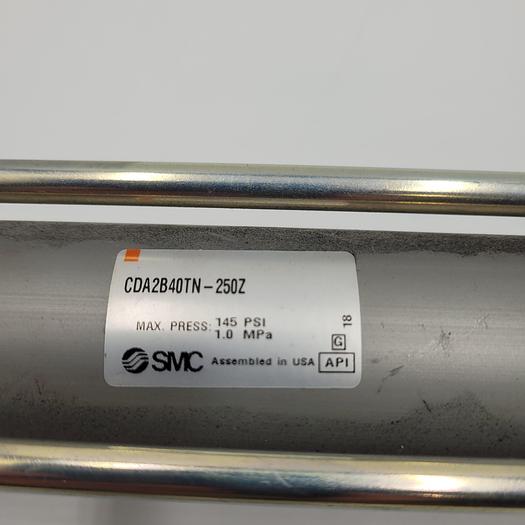 CDA2B40TN-250Z
MAX. PRESS: 145 PSI
1.0 MPa
18
G
SMC Assembled in USA API